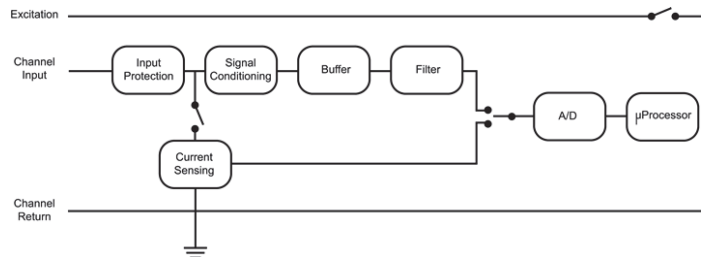 Excitation
Channel
Input
Input
Protection
Signal
Conditioning
Buffer
Filter
A/D
μProcessor
Current
Sensing
Channel
Return